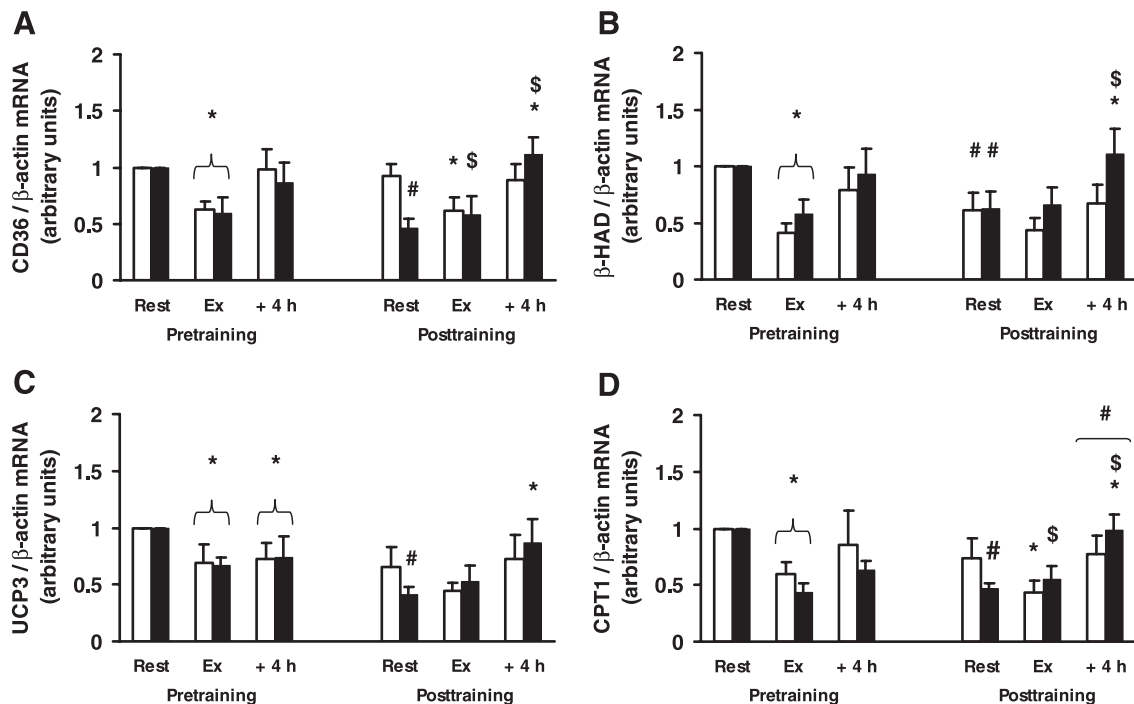 A
CD36 / β-actin mRNA
(arbitrary units)
2
1.5
1
0.5
0
*
* $
#
$
*
Rest Ex + 4 h Rest Ex + 4 h
Pretraining Posttraining
B
β-HAD / β-actin mRNA
(arbitrary units)
2
1.5
1
0.5
0
*
# #
$
*
Rest Ex + 4 h Rest Ex + 4 h
Pretraining Posttraining
C
UCP3 / β-actin mRNA
(arbitrary units)
2
1.5
1
0.5
0
* *
#
*
Rest Ex + 4 h Rest Ex + 4 h
Pretraining Posttraining
D
CPT1 / β-actin mRNA
(arbitrary units)
2
1.5
1
0.5
0
*
#
* $
#
$
*
Rest Ex + 4 h Rest Ex + 4 h
Pretraining Posttraining